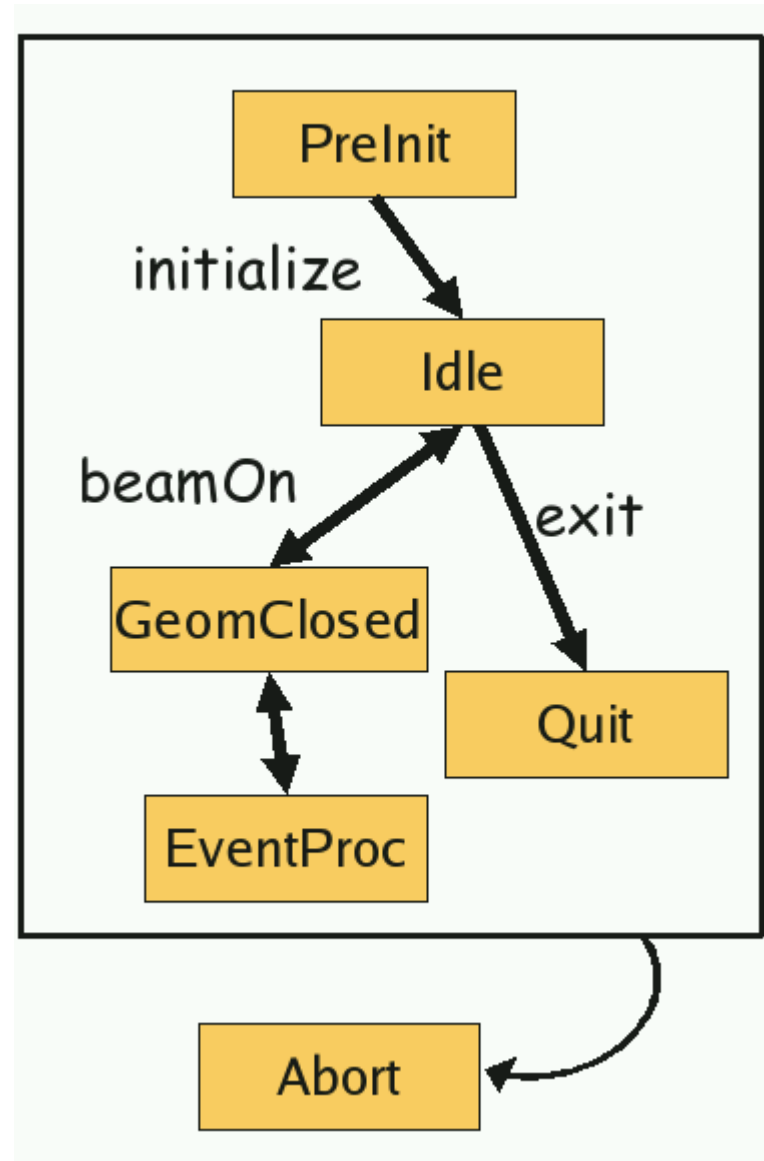 PreInit
initialize
Idle
beamOn
exit
GeomClosed
Quit
EventProc
Abort